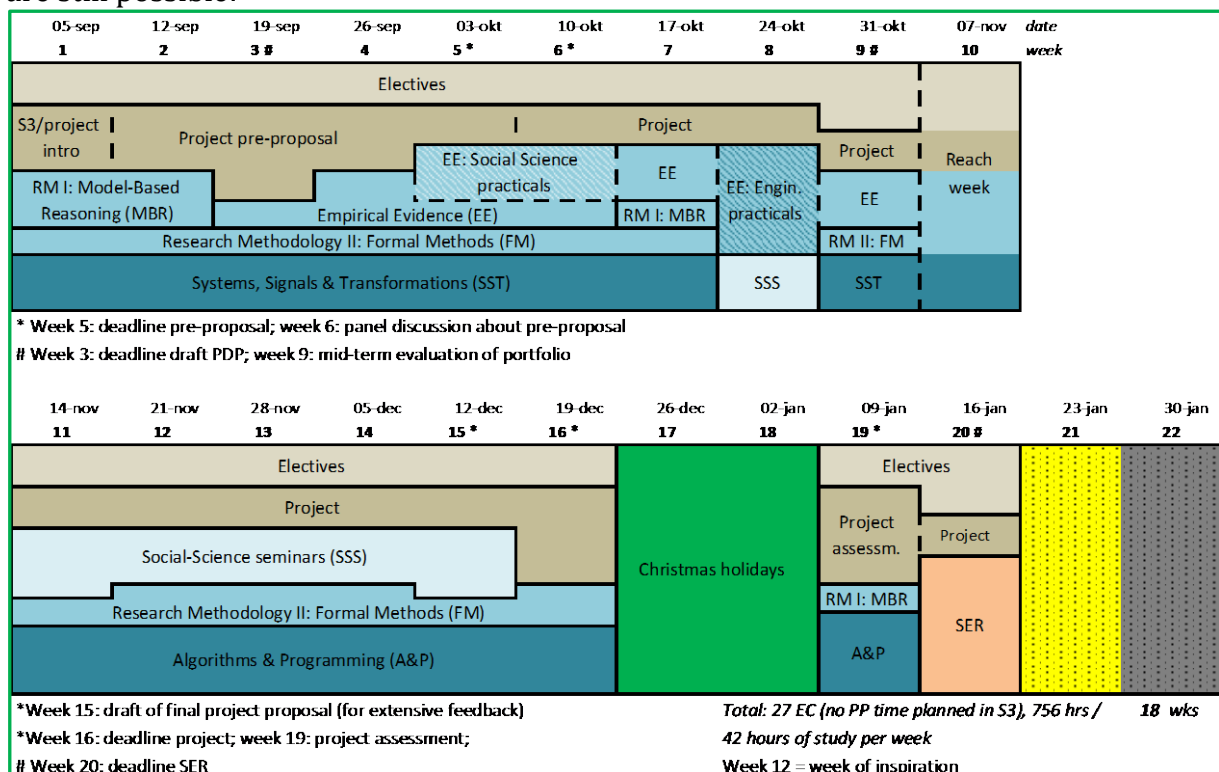 are still possible.
05-sep 12-sep 19-sep 26-sep 03-okt 10-okt 17-okt 24-okt 31-okt 07-nov date
1 2 3 # 4 5 * 6 * 7 8 9 # 10 week
Electives
S3/project
intro
Project pre-proposal
Project
Project
Reach
week
RM I: Model-Based
Reasoning (MBR)
EE: Social Science
practicals
EE
EE: Engin.
practicals
EE
Empirical Evidence (EE)
RM I: MBR
Research Methodology II: Formal Methods (FM)
RM II: FM
Systems, Signals & Transformations (SST)
SSS
SST
* Week 5: deadline pre-proposal; week 6: panel discussion about pre-proposal
# Week 3: deadline draft PDP; week 9: mid-term evaluation of portfolio
14-nov 21-nov 28-nov 05-dec 12-dec 19-dec 26-dec 02-jan 09-jan 16-jan 23-jan 30-jan
11 12 13 14 15 * 16 * 17 18 19 * 20 # 21 22
Electives
Electives
Project
Project
assessm.
Project
Social-Science seminars (SSS)
Christmas holidays
Research Methodology II: Formal Methods (FM)
RM I: MBR
SER
Algorithms & Programming (A&P)
A&P
*Week 15: draft of final project proposal (for extensive feedback)
*Week 16: deadline project; week 19: project assessment;
# Week 20: deadline SER
Total: 27 EC (no PP time planned in S3), 756 hrs / 18 wks
42 hours of study per week
Week 12 = week of inspiration